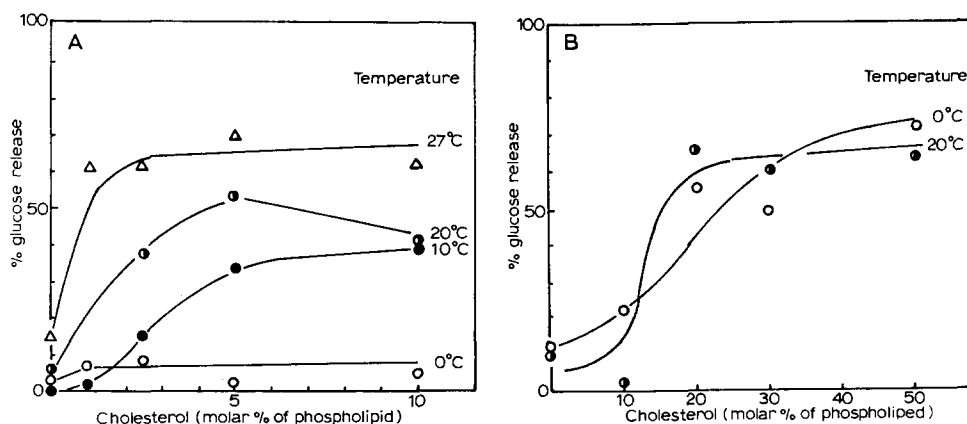 A
Temperature
100
50
0
% glucose release
27°C
20°C
10°C
0°C
5
10
Cholesterol (molar % of phospholipid)
B
Temperature
100
50
0
% glucose release
0°C
20°C
10
20
30
40
50
Cholesterol (molar % of phospholiped)